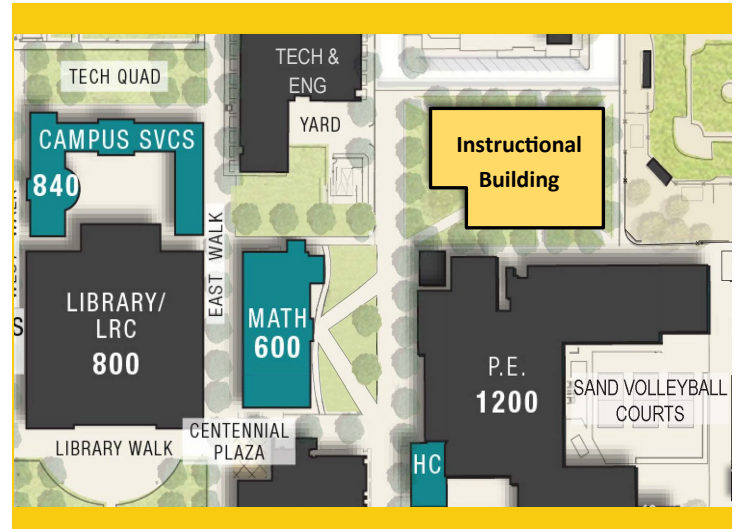 TECH QUAD
TECH &
ENG
YARD
CAMPUS SVCS
840
Instructional
Building
EAST WALK
LIBRARY/
LRC
800
MATH
600
P.E.
1200
SAND VOLLEYBALL
COURTS
CENTENNIAL
PLAZA
LIBRARY WALK
HC